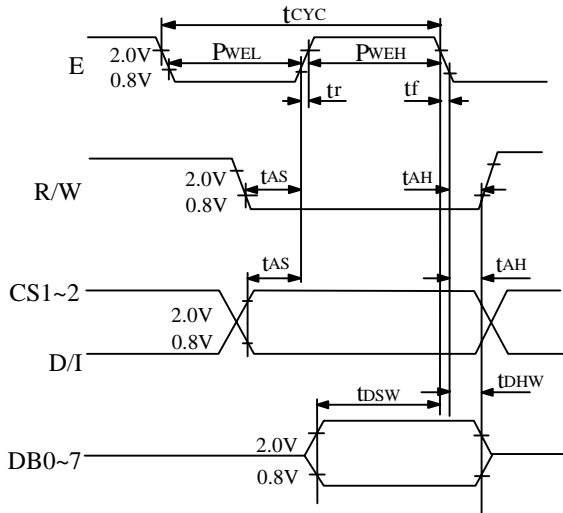 tCYC
2.0V PWEL PWEH
E
0.8V
tr tf
tAS tAH
2.0V
R/W
0.8V
tAS tAH
CS1~2
2.0V
0.8V
D/I
tDSW tDHW
2.0V
DB0~7
0.8V